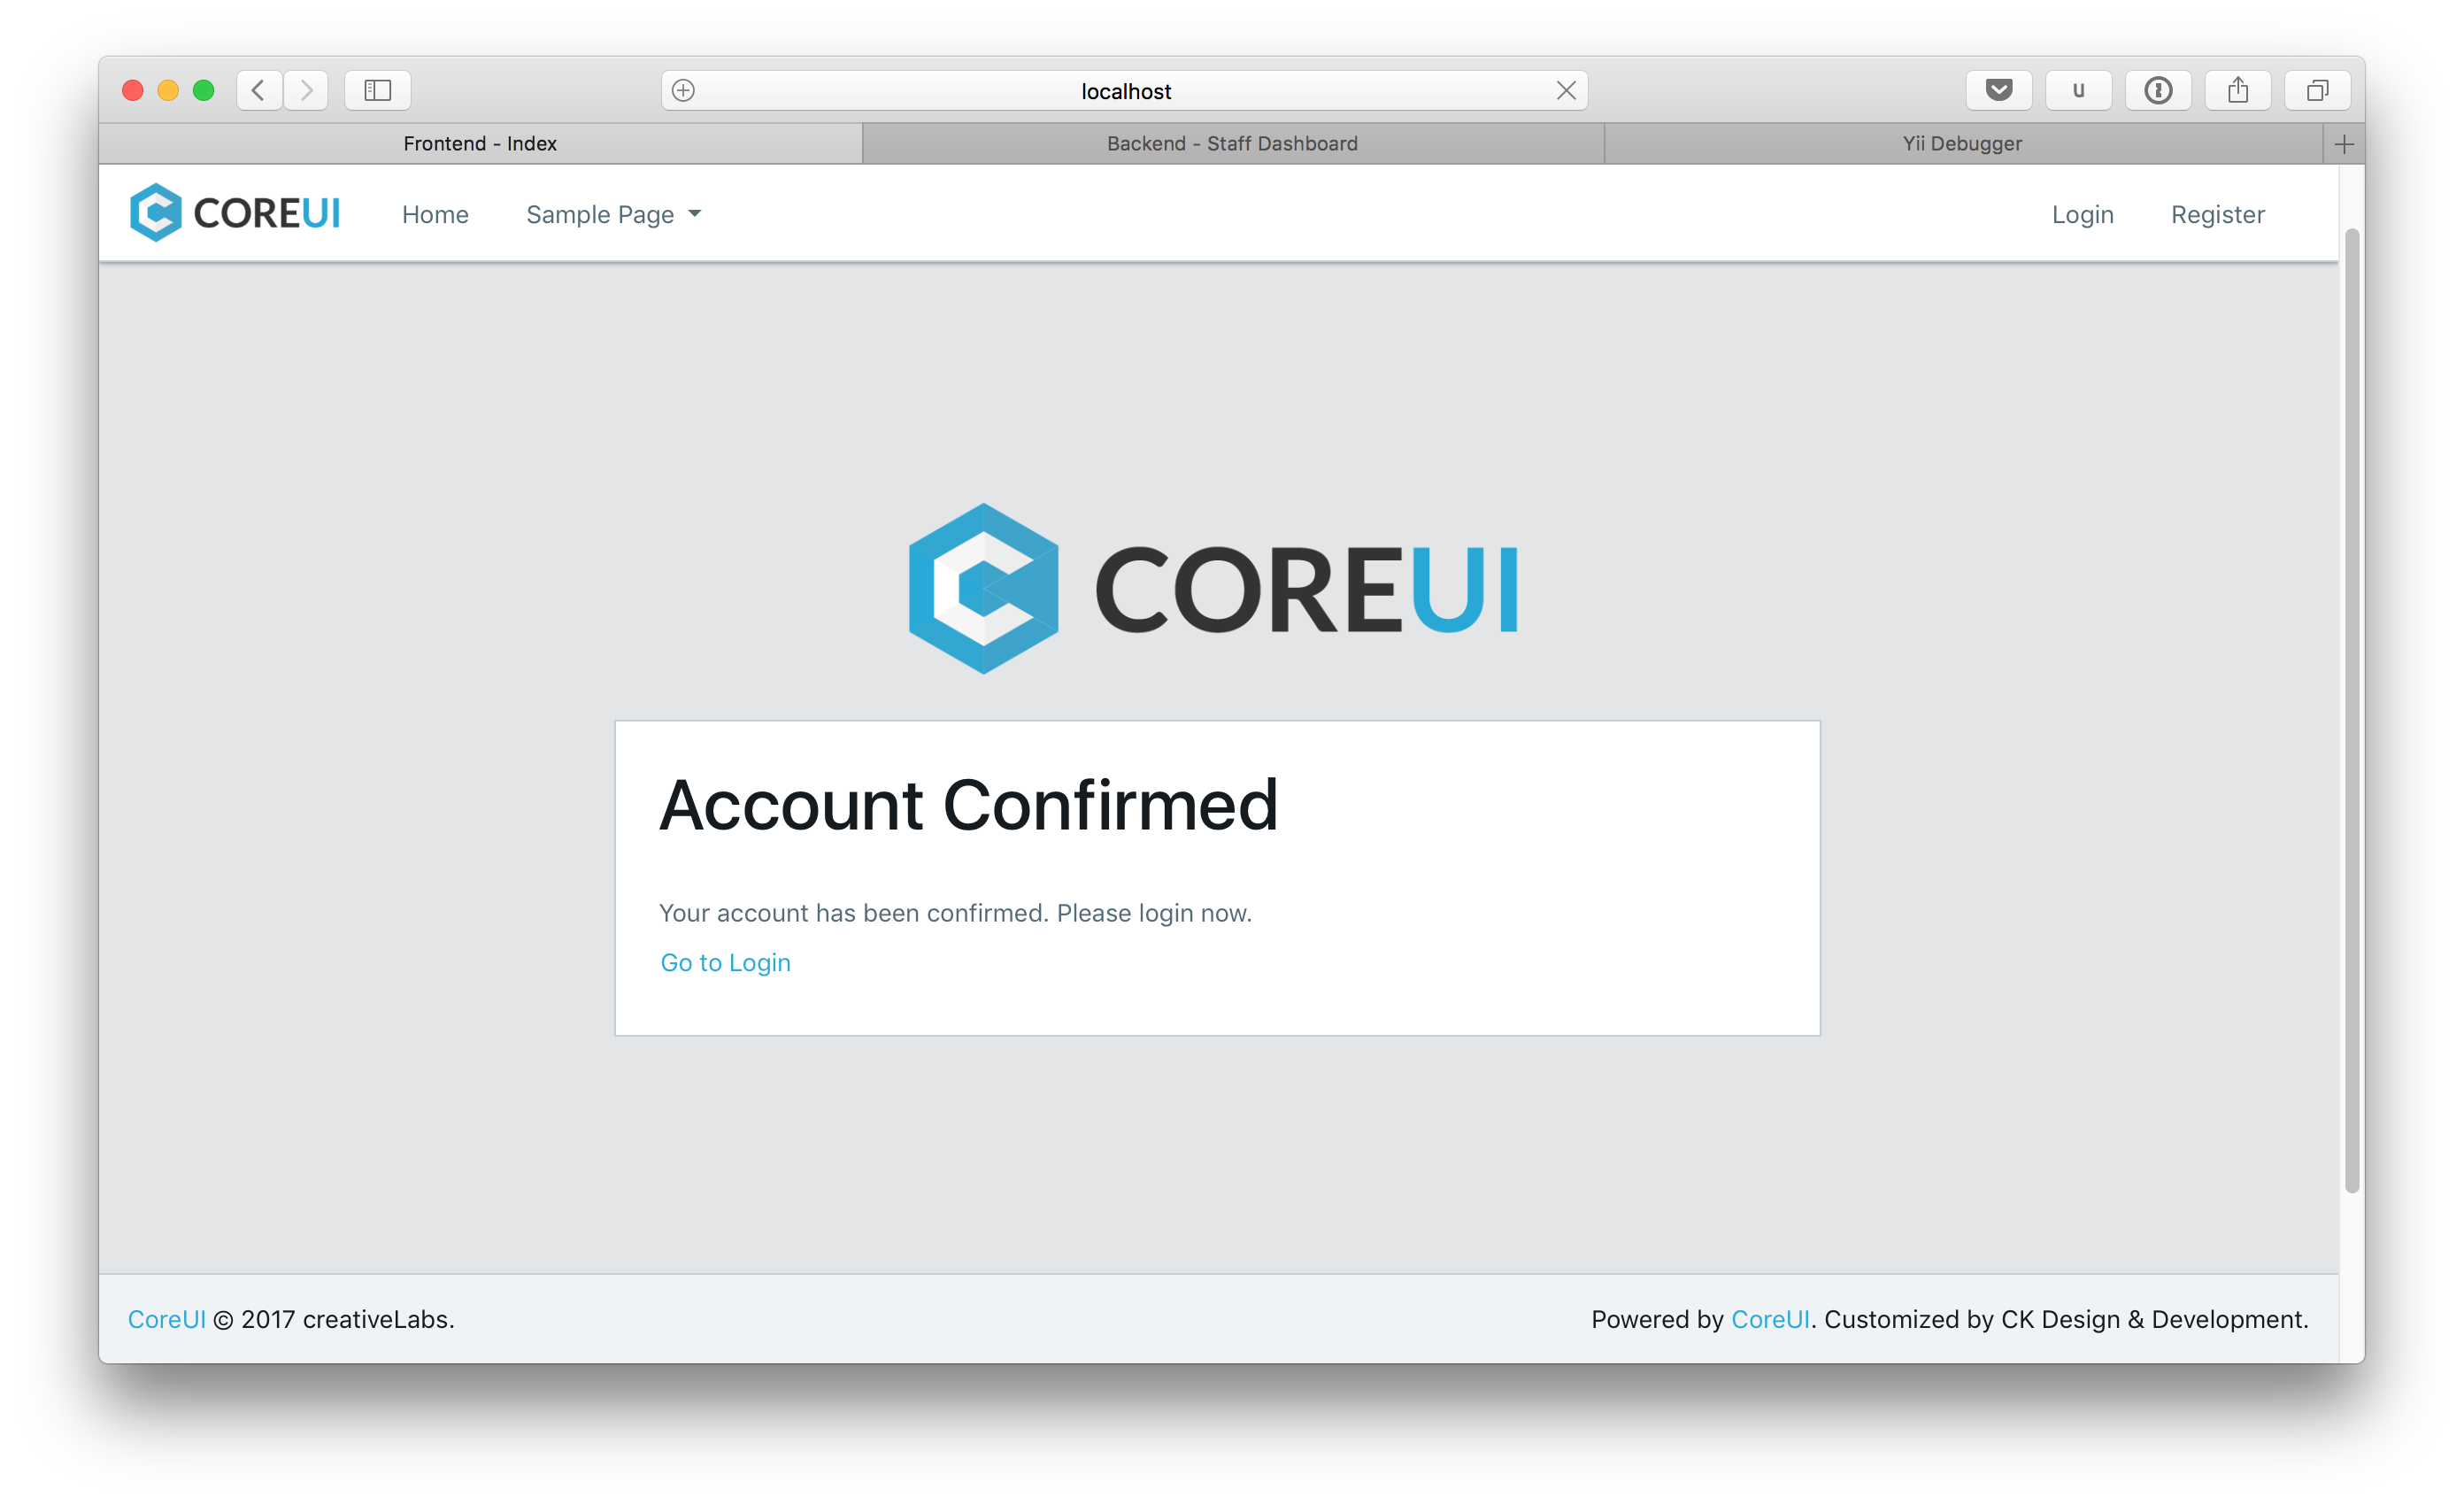 localhost
u
Frontend - Index
Backend - Staff Dashboard
Yii Debugger
COREUI
Home
Sample Page
Login
Register
COREUI
Account Confirmed
Your account has been confirmed. Please login now.
Go to Login
CoreUI © 2017 creativeLabs.
Powered by CoreUI. Customized by CK Design & Development.